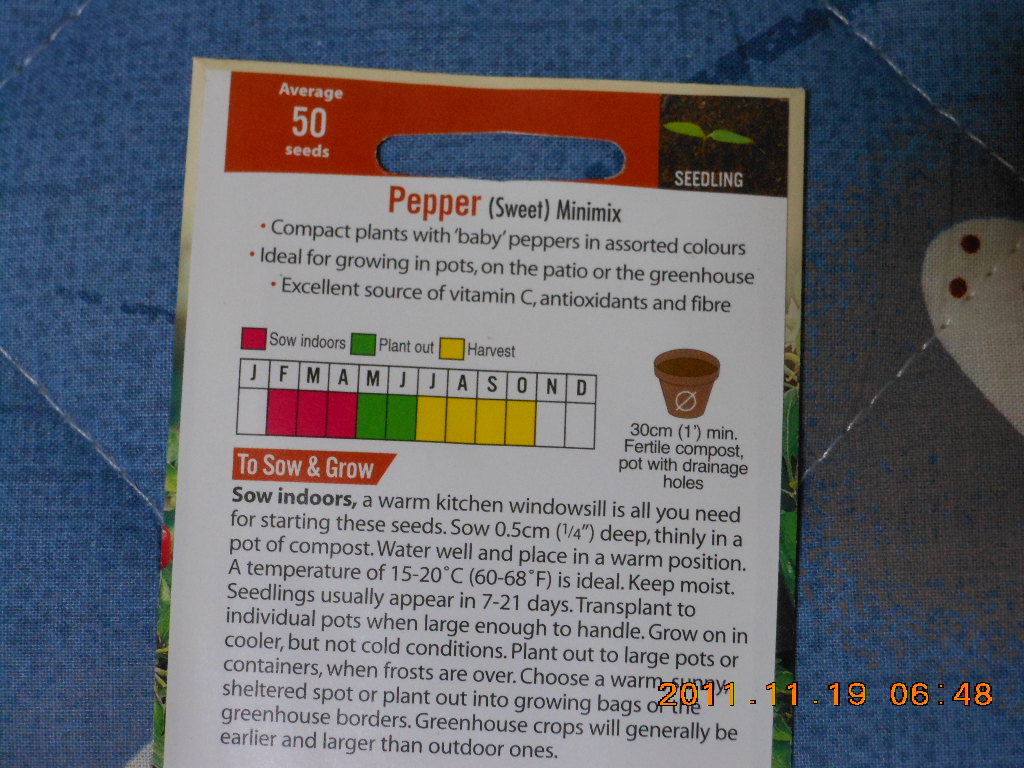 Average
50
seeds
SEEDLING
Pepper (Sweet) Minimix
• Compact plants with 'baby' peppers in assorted colours
• Ideal for growing in pots, on the patio or the greenhouse
• Excellent source of vitamin C, antioxidants and fibre
Sow indoors Plant out Harvest
J F M A M J J A S O N D
30cm (1') min.
Fertile compost,
pot with drainage
holes
To Sow & Grow
Sow indoors, a warm kitchen windowsill is all you need
for starting these seeds. Sow 0.5cm (1/4") deep, thinly in a
pot of compost. Water well and place in a warm position.
A temperature of 15-20˚C (60-68˚F) is ideal. Keep moist.
Seedlings usually appear in 7-21 days. Transplant to
individual pots when large enough to handle. Grow on in
cooler, but not cold conditions. Plant out to large pots or
containers, when frosts are over. Choose a warm, sunny,
sheltered spot or plant out into growing bags or the
greenhouse borders. Greenhouse crops will generally be
earlier and larger than outdoor ones.
2011.11.19 06:48